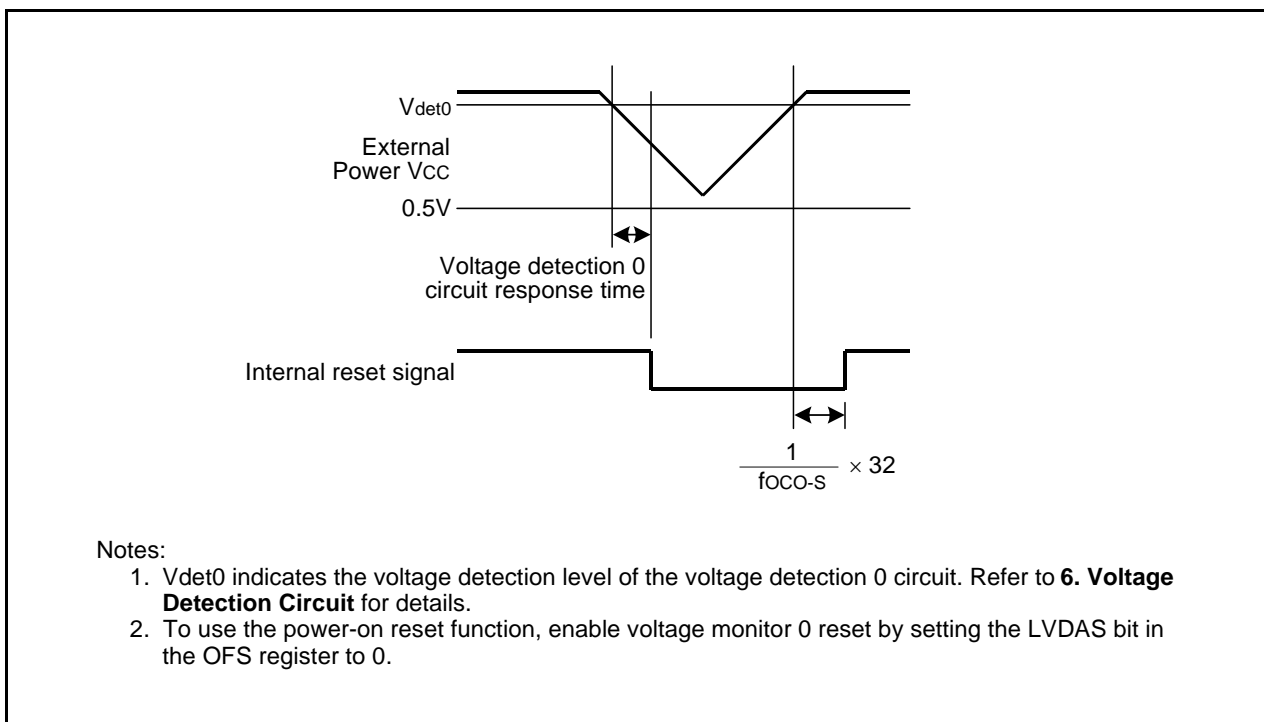 Vdet0
External
Power VCC
0.5V
Voltage detection 0
circuit response time
Internal reset signal
1
fOCO-S
× 32
Notes:
1. Vdet0 indicates the voltage detection level of the voltage detection 0 circuit. Refer to 6. Voltage
Detection Circuit for details.
2. To use the power-on reset function, enable voltage monitor 0 reset by setting the LVDAS bit in
the OFS register to 0.